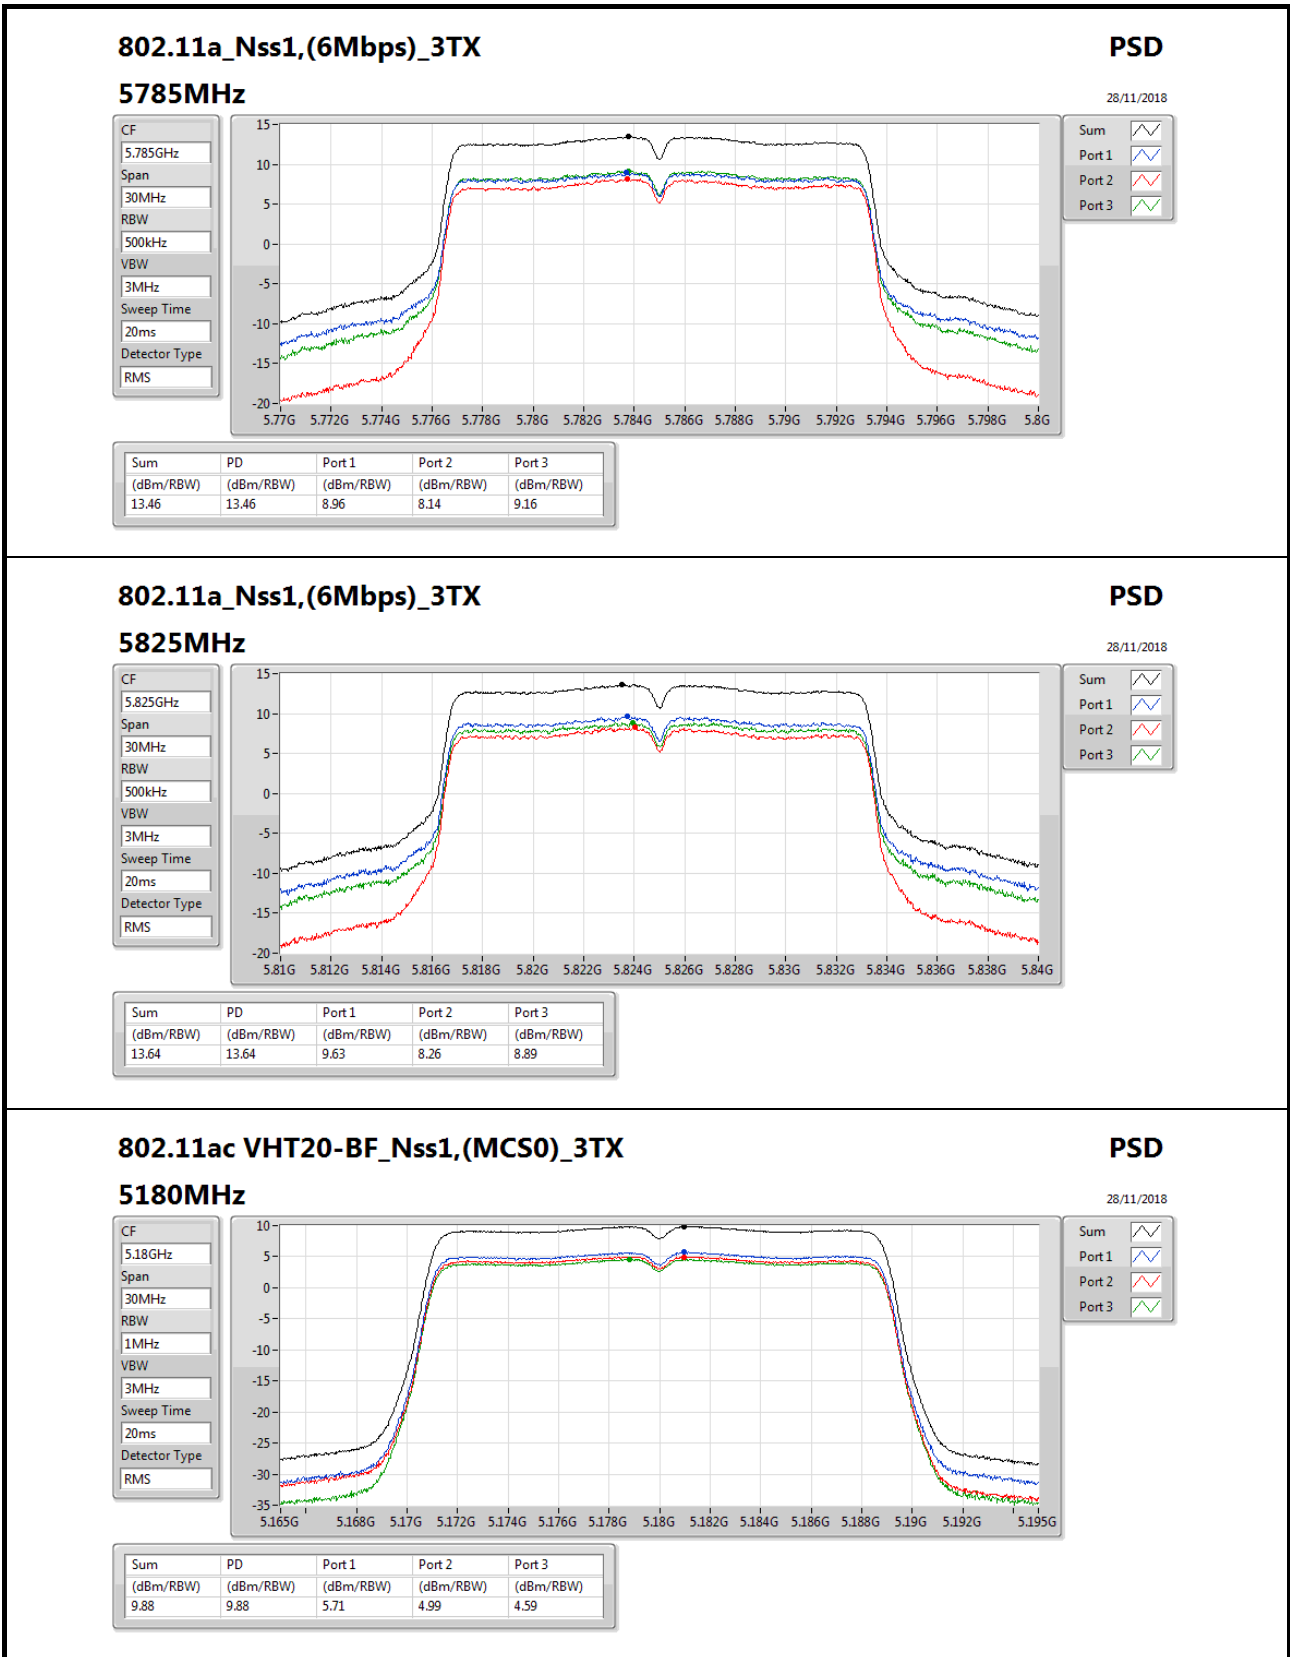 802.11a_Nss1,(6Mbps)_3TX PSD
5785MHz 28/11/2018
CF
5.785GHz
Span
30MHz
RBW
500kHz
VBW
3MHz
Sweep Time
20ms
Detector Type
RMS
15
10
5
0
-5
-10
-15
-20
5.77G 5.772G 5.774G 5.776G 5.778G 5.78G 5.782G 5.784G 5.786G 5.788G 5.79G 5.792G 5.794G 5.796G 5.798G 5.8G
Sum
Port 1
Port 2
Port 3
Sum PD Port 1 Port 2 Port 3
(dBm/RBW) (dBm/RBW) (dBm/RBW) (dBm/RBW) (dBm/RBW)
13.46 13.46 8.96 8.14 9.16
802.11a_Nss1,(6Mbps)_3TX PSD
5825MHz 28/11/2018
CF
5.825GHz
Span
30MHz
RBW
500kHz
VBW
3MHz
Sweep Time
20ms
Detector Type
RMS
15
10
5
0
-5
-10
-15
-20
5.81G 5.812G 5.814G 5.816G 5.818G 5.82G 5.822G 5.824G 5.826G 5.828G 5.83G 5.832G 5.834G 5.836G 5.838G 5.84G
Sum
Port 1
Port 2
Port 3
Sum PD Port 1 Port 2 Port 3
(dBm/RBW) (dBm/RBW) (dBm/RBW) (dBm/RBW) (dBm/RBW)
13.64 13.64 9.63 8.26 8.89
802.11ac VHT20-BF_Nss1,(MCS0)_3TX PSD
5180MHz 28/11/2018
CF
5.18GHz
Span
30MHz
RBW
1MHz
VBW
3MHz
Sweep Time
20ms
Detector Type
RMS
10
5
0
-5
-10
-15
-20
-25
-30
-35
5.165G 5.168G 5.17G 5.172G 5.174G 5.176G 5.178G 5.18G 5.182G 5.184G 5.186G 5.188G 5.19G 5.192G 5.195G
Sum
Port 1
Port 2
Port 3
Sum PD Port 1 Port 2 Port 3
(dBm/RBW) (dBm/RBW) (dBm/RBW) (dBm/RBW) (dBm/RBW)
9.88 9.88 5.71 4.99 4.59